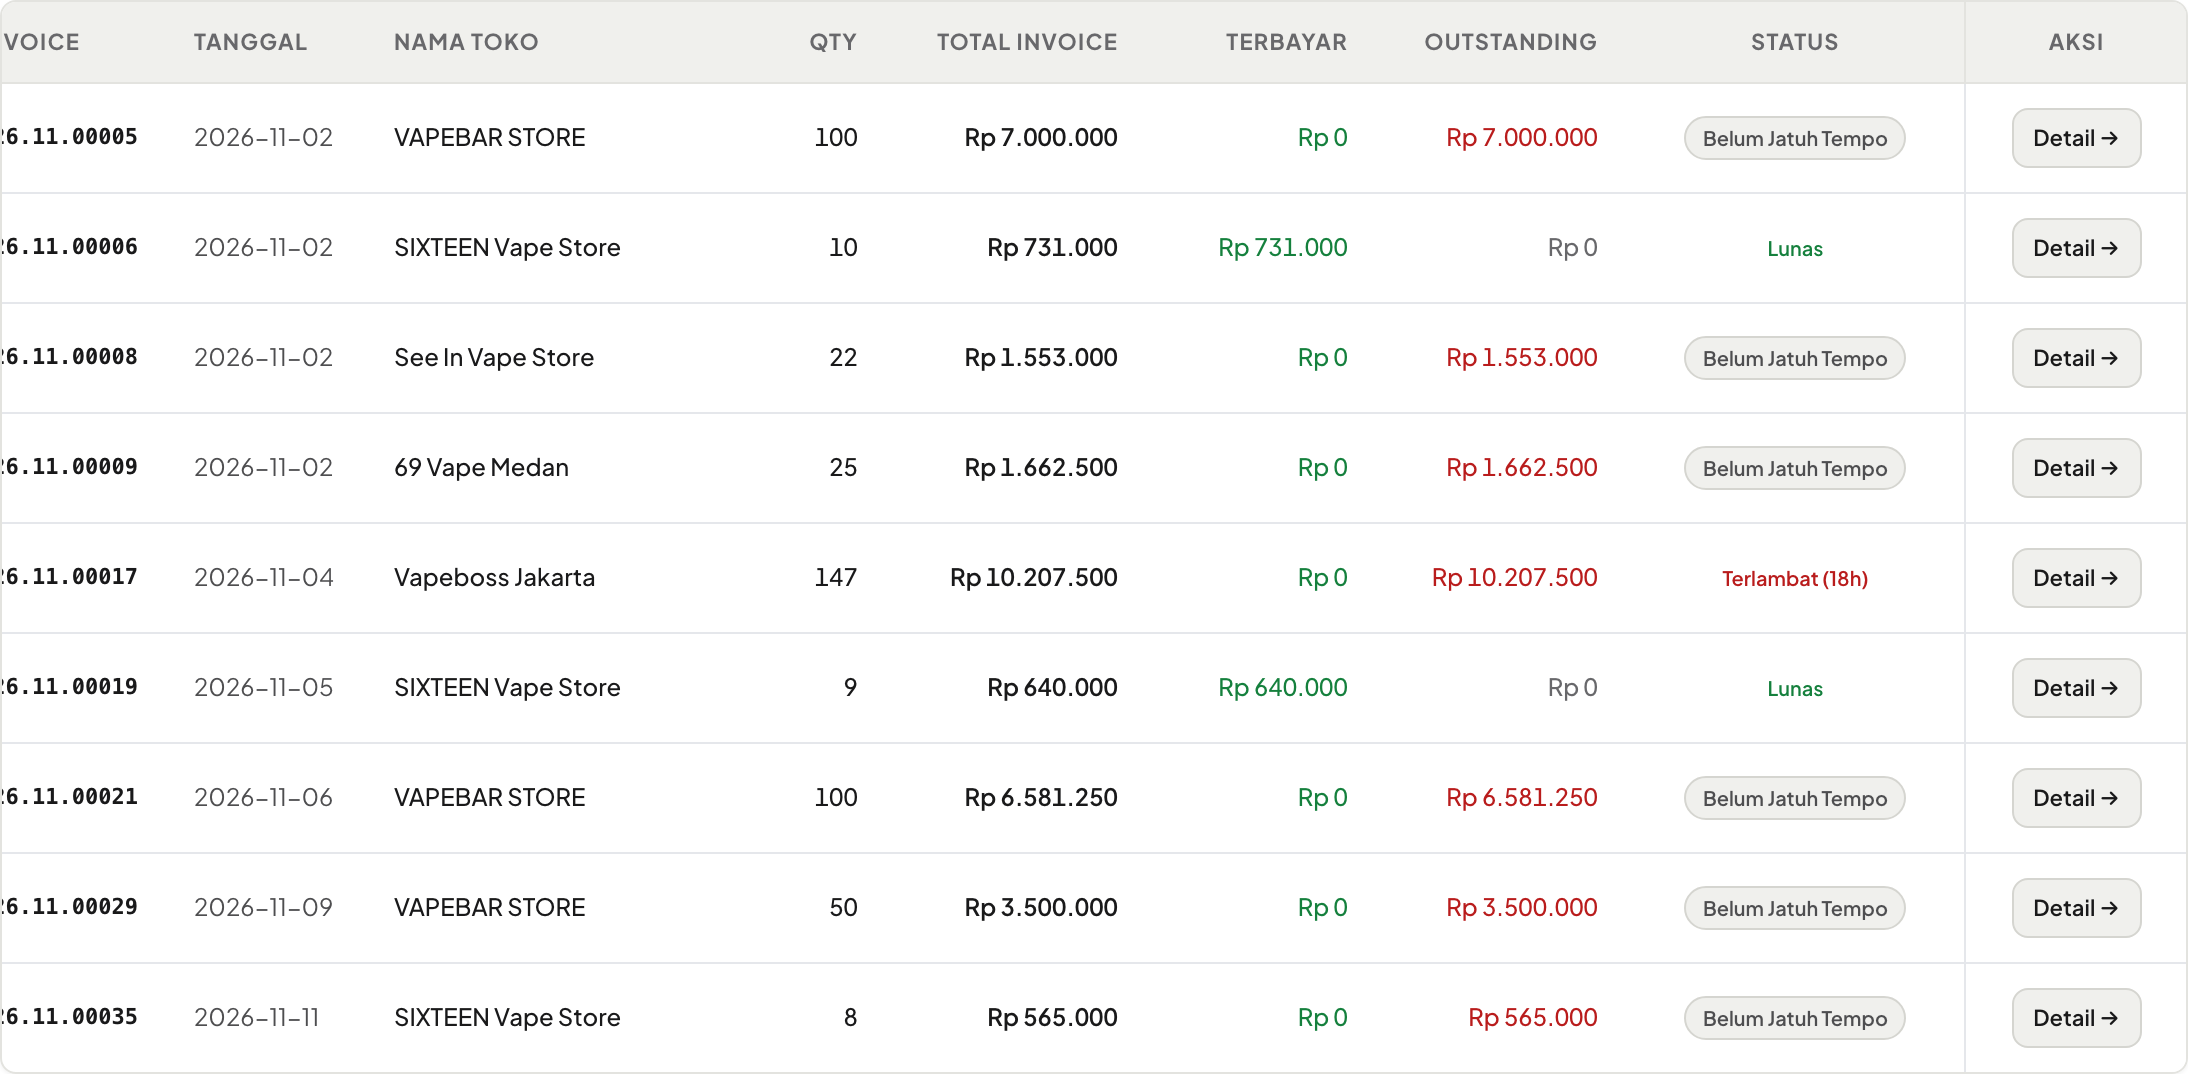 VOICE TANGGAL NAMA TOKO QTY TOTAL INVOICE TERBAYAR OUTSTANDING STATUS AKSI
26.11.00005 2026-11-02 VAPEBAR STORE 100 Rp 7.000.000 Rp 0 Rp 7.000.000 Belum Jatuh Tempo Detail →
26.11.00006 2026-11-02 SIXTEEN Vape Store 10 Rp 731.000 Rp 731.000 Rp 0 Lunas Detail →
26.11.00008 2026-11-02 See In Vape Store 22 Rp 1.553.000 Rp 0 Rp 1.553.000 Belum Jatuh Tempo Detail →
26.11.00009 2026-11-02 69 Vape Medan 25 Rp 1.662.500 Rp 0 Rp 1.662.500 Belum Jatuh Tempo Detail →
26.11.00017 2026-11-04 Vapeboss Jakarta 147 Rp 10.207.500 Rp 0 Rp 10.207.500 Terlambat (18h) Detail →
26.11.00019 2026-11-05 SIXTEEN Vape Store 9 Rp 640.000 Rp 640.000 Rp 0 Lunas Detail →
26.11.00021 2026-11-06 VAPEBAR STORE 100 Rp 6.581.250 Rp 0 Rp 6.581.250 Belum Jatuh Tempo Detail →
26.11.00029 2026-11-09 VAPEBAR STORE 50 Rp 3.500.000 Rp 0 Rp 3.500.000 Belum Jatuh Tempo Detail →
26.11.00035 2026-11-11 SIXTEEN Vape Store 8 Rp 565.000 Rp 0 Rp 565.000 Belum Jatuh Tempo Detail →